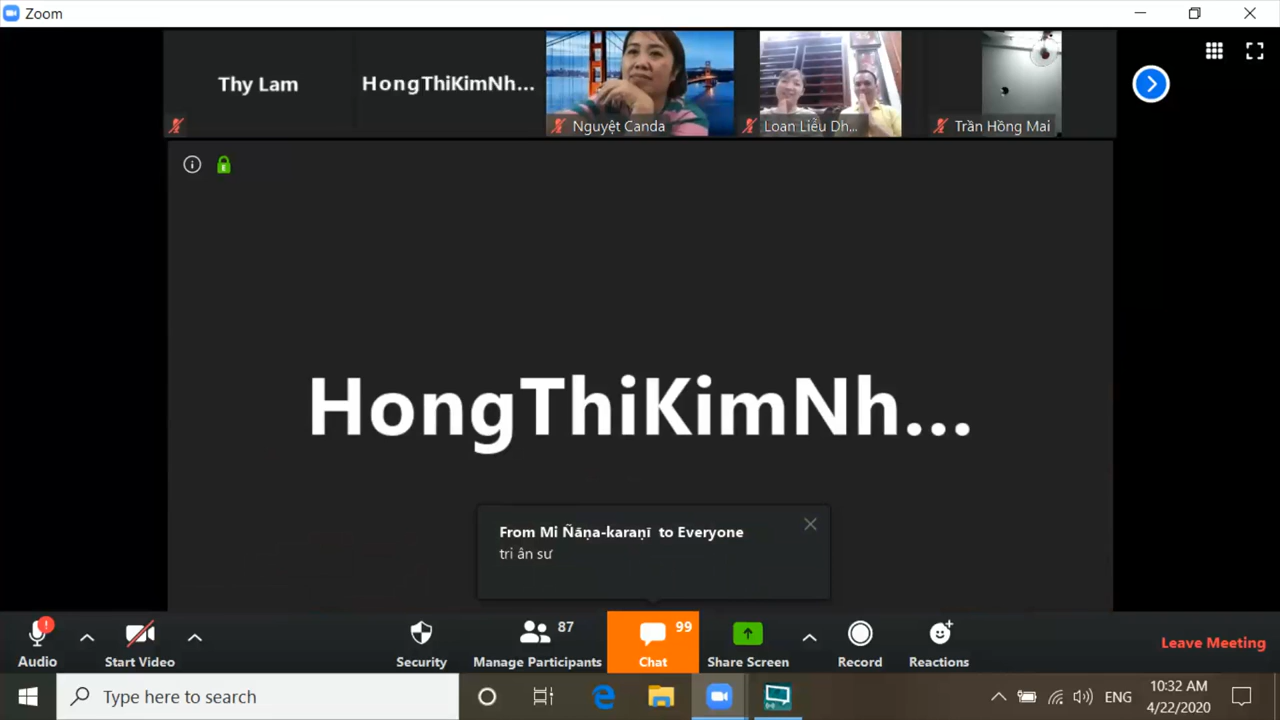 Zoom
Thy Lam
HongThiKimNh...
Nguyệt Canda
Loan Liễu Dh...
Trần Hồng Mai
HongThiKimNh...
From Mi Ñāṇa-karaṇī to Everyone
tri ân sư
Audio
Start Video
Security
87
Manage Participants
99
Chat
Share Screen
Record
Reactions
Leave Meeting
Type here to search
ENG
10:32 AM
4/22/2020